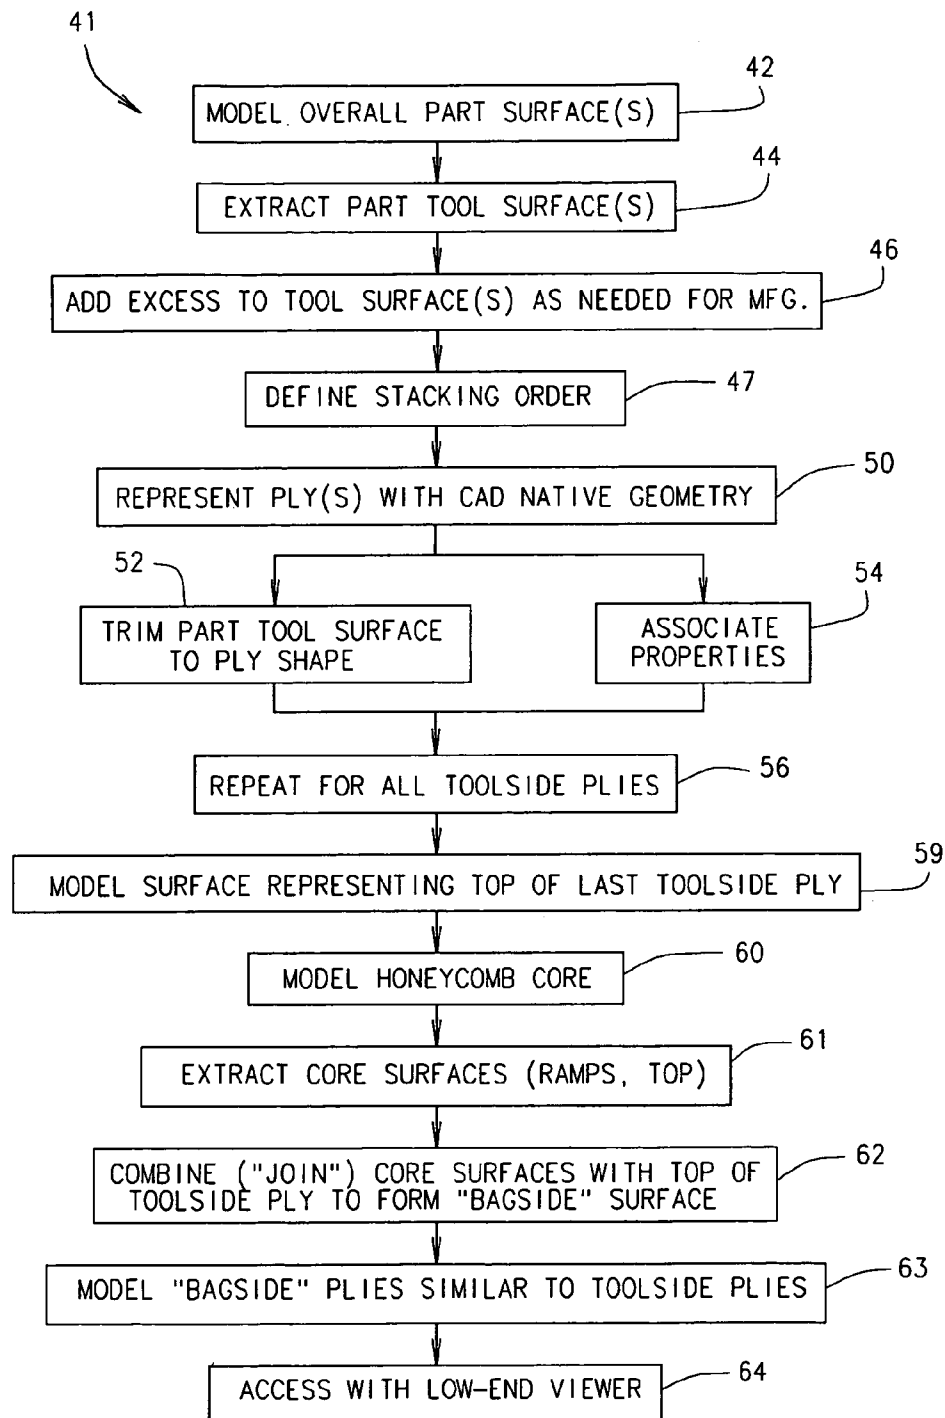 41
42
MODEL OVERALL PART SURFACE(S)
44
EXTRACT PART TOOL SURFACE(S)
46
ADD EXCESS TO TOOL SURFACE(S) AS NEEDED FOR MFG.
47
DEFINE STACKING ORDER
50
REPRESENT PLY(S) WITH CAD NATIVE GEOMETRY
52
TRIM PART TOOL SURFACE
TO PLY SHAPE
54
ASSOCIATE
PROPERTIES
56
REPEAT FOR ALL TOOLSIDE PLIES
59
MODEL SURFACE REPRESENTING TOP OF LAST TOOLSIDE PLY
60
MODEL HONEYCOMB CORE
61
EXTRACT CORE SURFACES (RAMPS, TOP)
62
COMBINE ("JOIN") CORE SURFACES WITH TOP OF
TOOLSIDE PLY TO FORM "BAGSIDE" SURFACE
63
MODEL "BAGSIDE" PLIES SIMILAR TO TOOLSIDE PLIES
64
ACCESS WITH LOW-END VIEWER